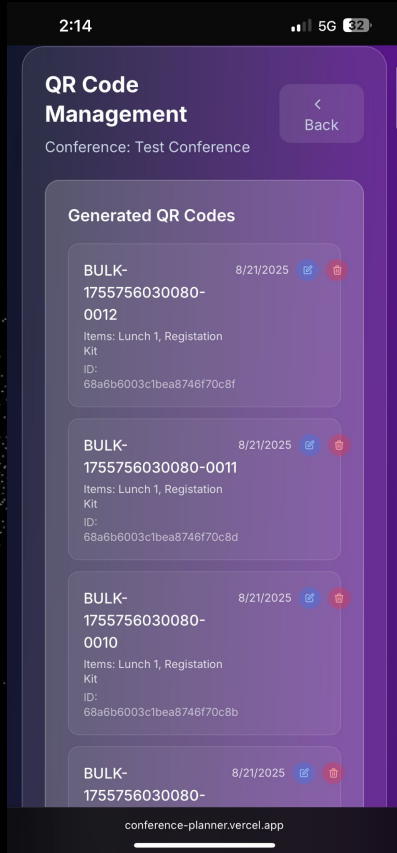 2:14
5G 32
QR Code
Management
Back
Conference: Test Conference
Generated QR Codes
BULK-
1755756030080-
0012
8/21/2025
Items: Lunch 1, Registation
Kit
ID:
68a6b6003c1bea8746f70c8f
BULK-
1755756030080-0011
8/21/2025
Items: Lunch 1, Registation
Kit
ID:
68a6b6003c1bea8746f70c8d
BULK-
1755756030080-
0010
8/21/2025
Items: Lunch 1, Registation
Kit
ID:
68a6b6003c1bea8746f70c8b
BULK-
1755756030080-
8/21/2025
conference-planner.vercel.app